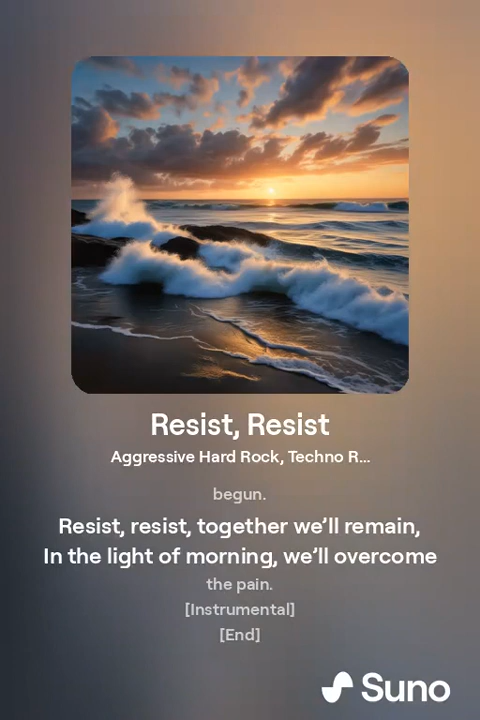 Resist, Resist
Aggressive Hard Rock, Techno R...
begun.
Resist, resist, together we’ll remain,
In the light of morning, we’ll overcome
the pain.
[Instrumental]
[End]
Suno